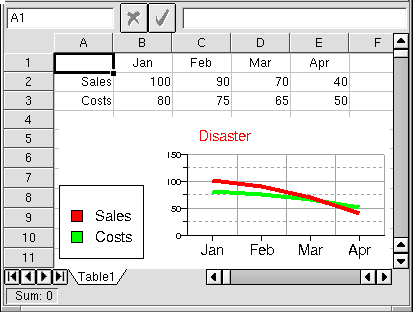 A1
A B C D E F
1 Jan Feb Mar Apr
2 Sales 100 90 70 40
3 Costs 80 75 65 50
4
5 Disaster
6 150
7 100
8 50
9 Sales
10 Costs 0
11 Jan Feb Mar Apr
Table1
Sum: 0